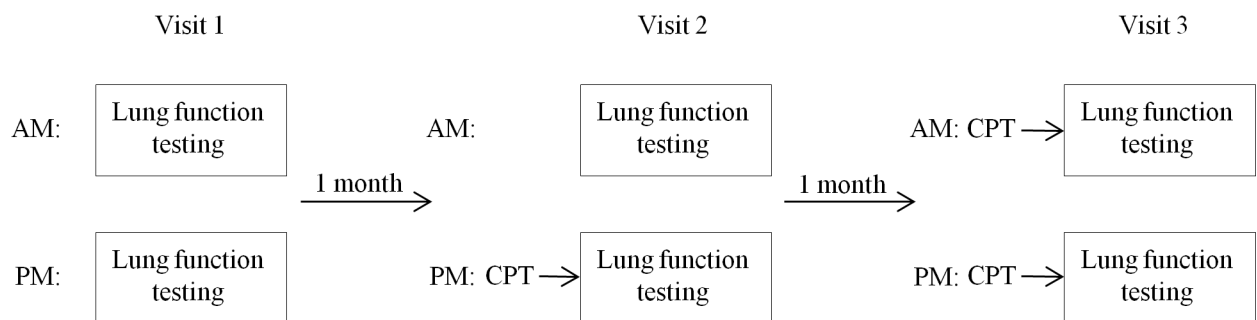 Visit 1 Visit 2 Visit 3
AM: Lung function testing AM: Lung function testing AM: CPT Lung function testing
1 month 1 month
PM: Lung function testing PM: CPT Lung function testing PM: CPT Lung function testing